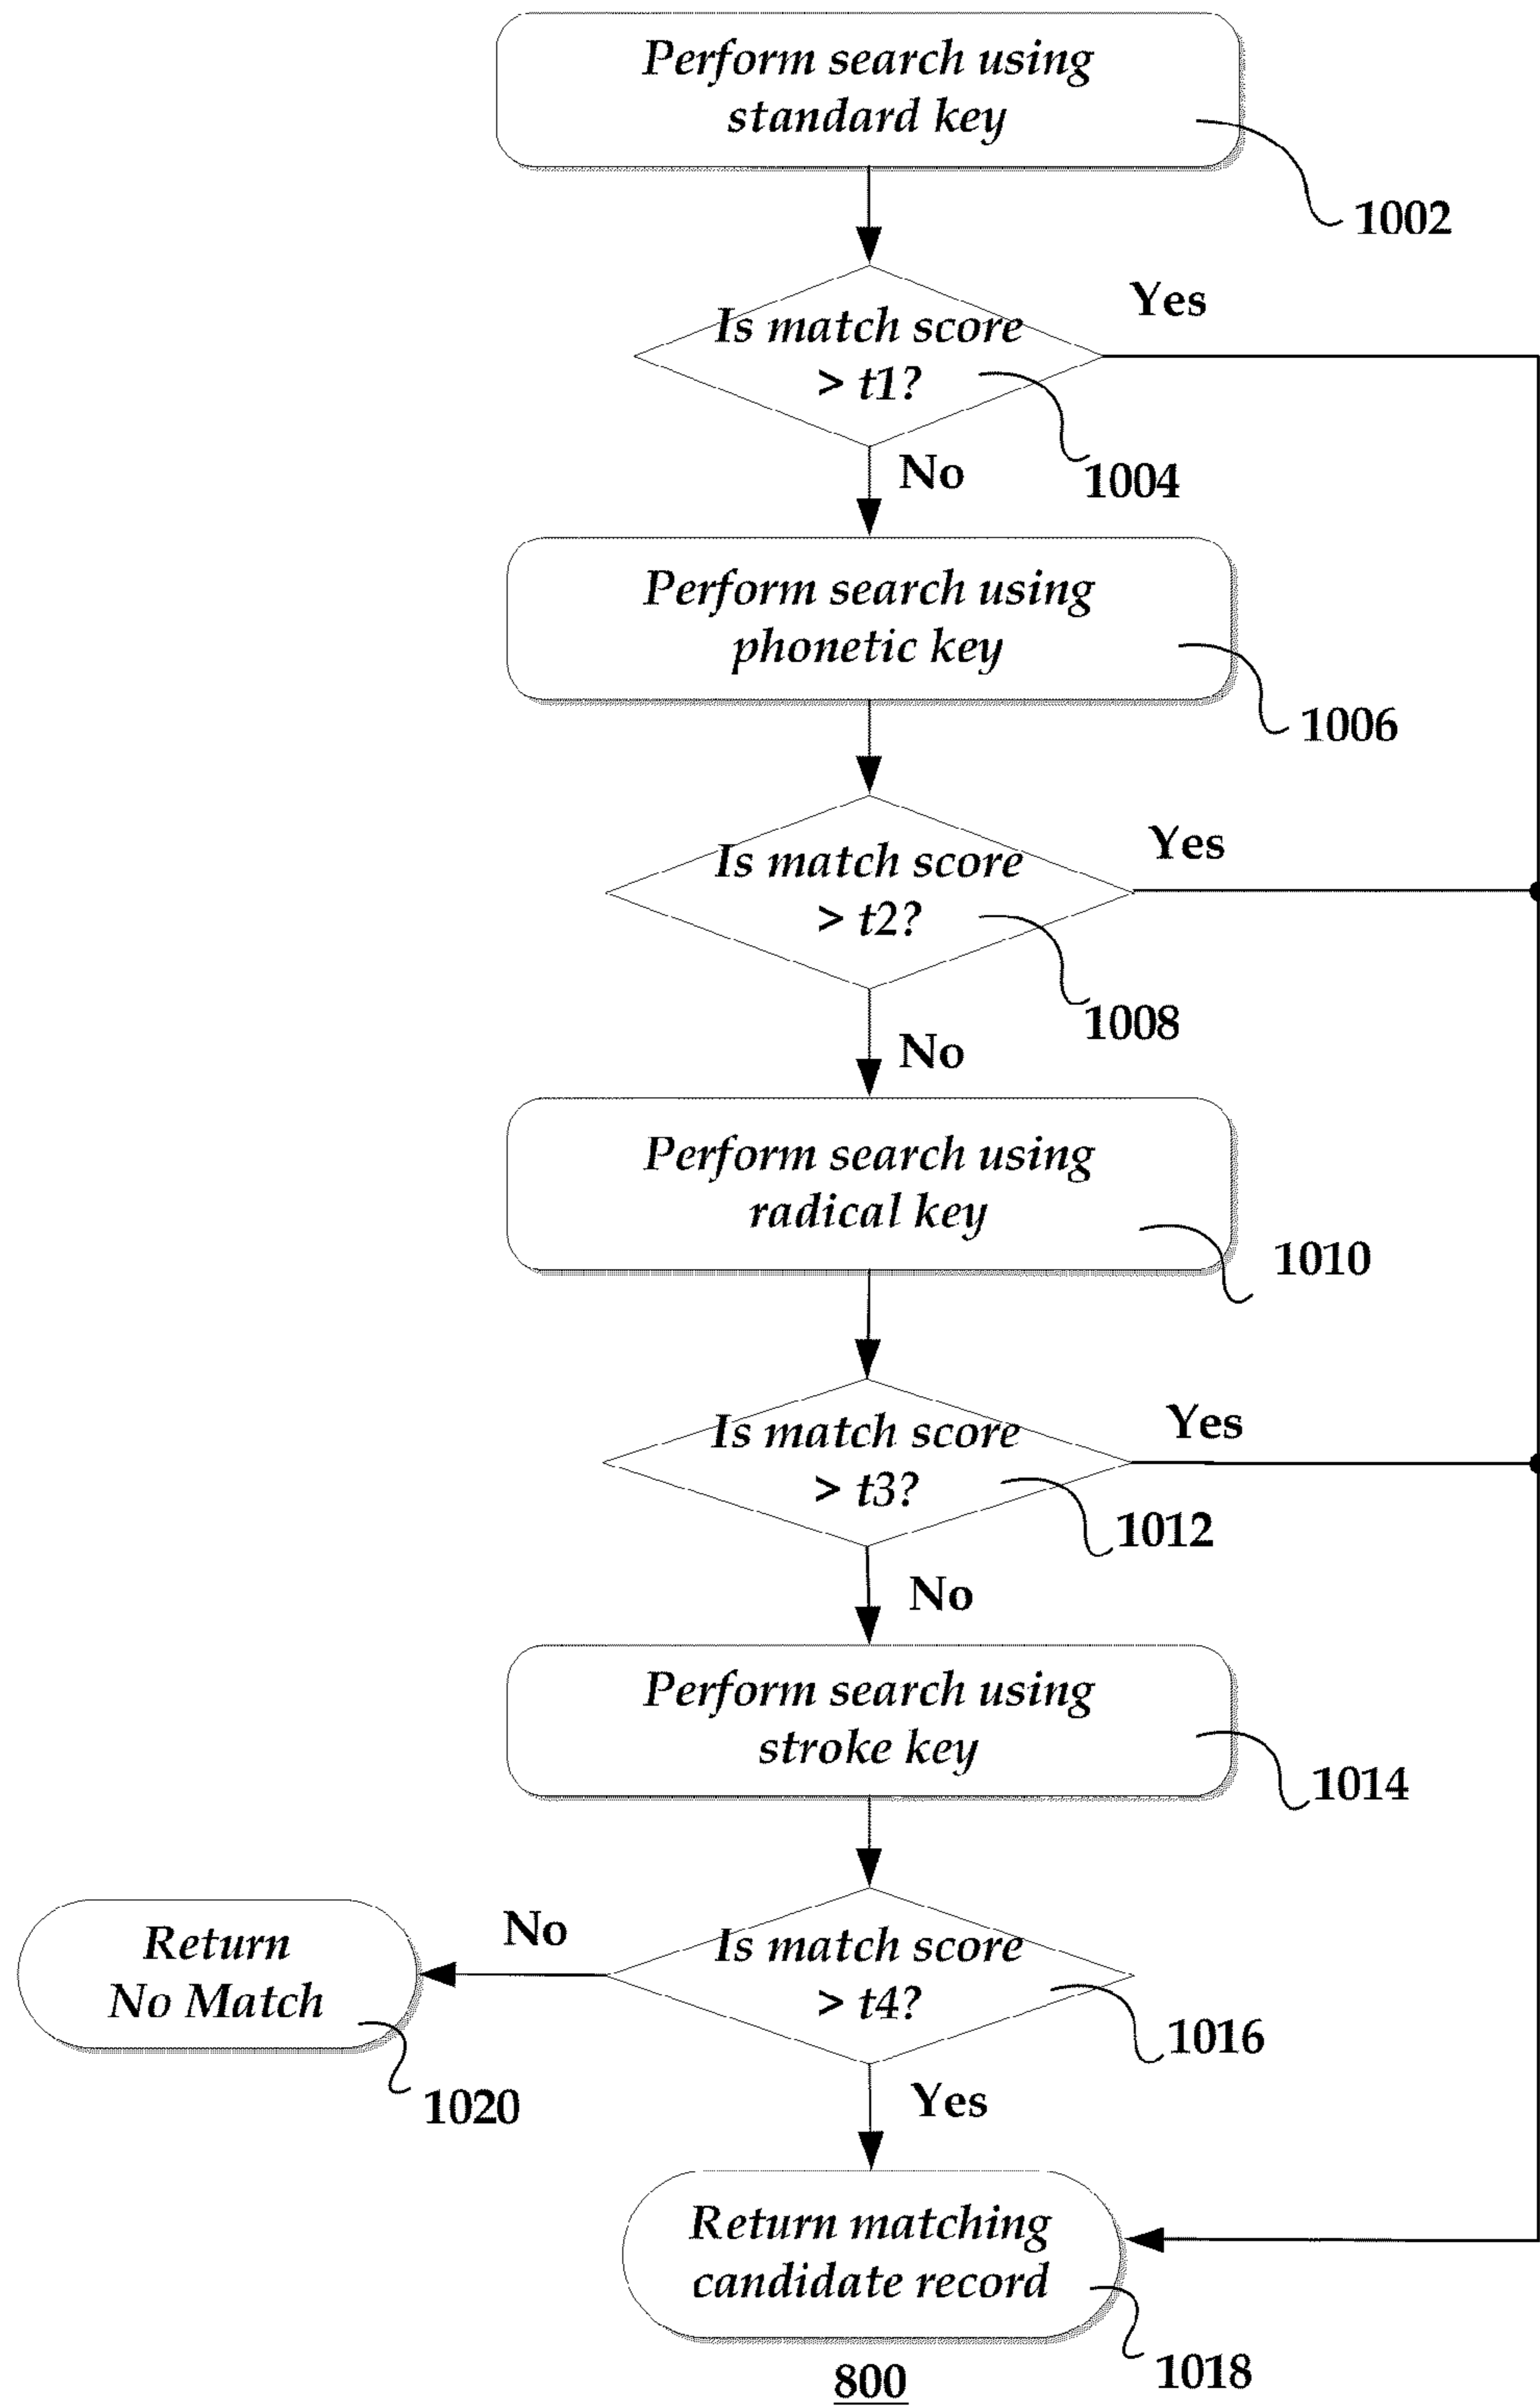 Perform search using
standard key
1002
Yes
Is match score
> t1?
1004
No
Perform search using
phonetic key
1006
Yes
Is match score
> t2?
1008
No
Perform search using
radical key
1010
Yes
Is match score
> t3?
1012
No
Perform search using
stroke key
1014
No
Is match score
> t4?
1016
Return
No Match
1020
Yes
Return matching
candidate record
1018
800